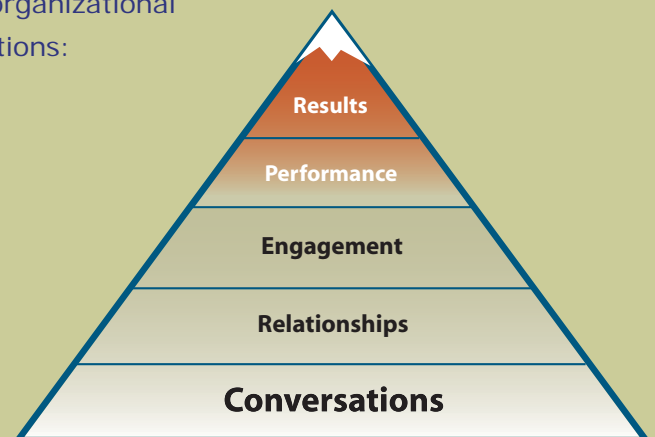 organizational
tions:
Results
Performance
Engagement
Relationships
Conversations